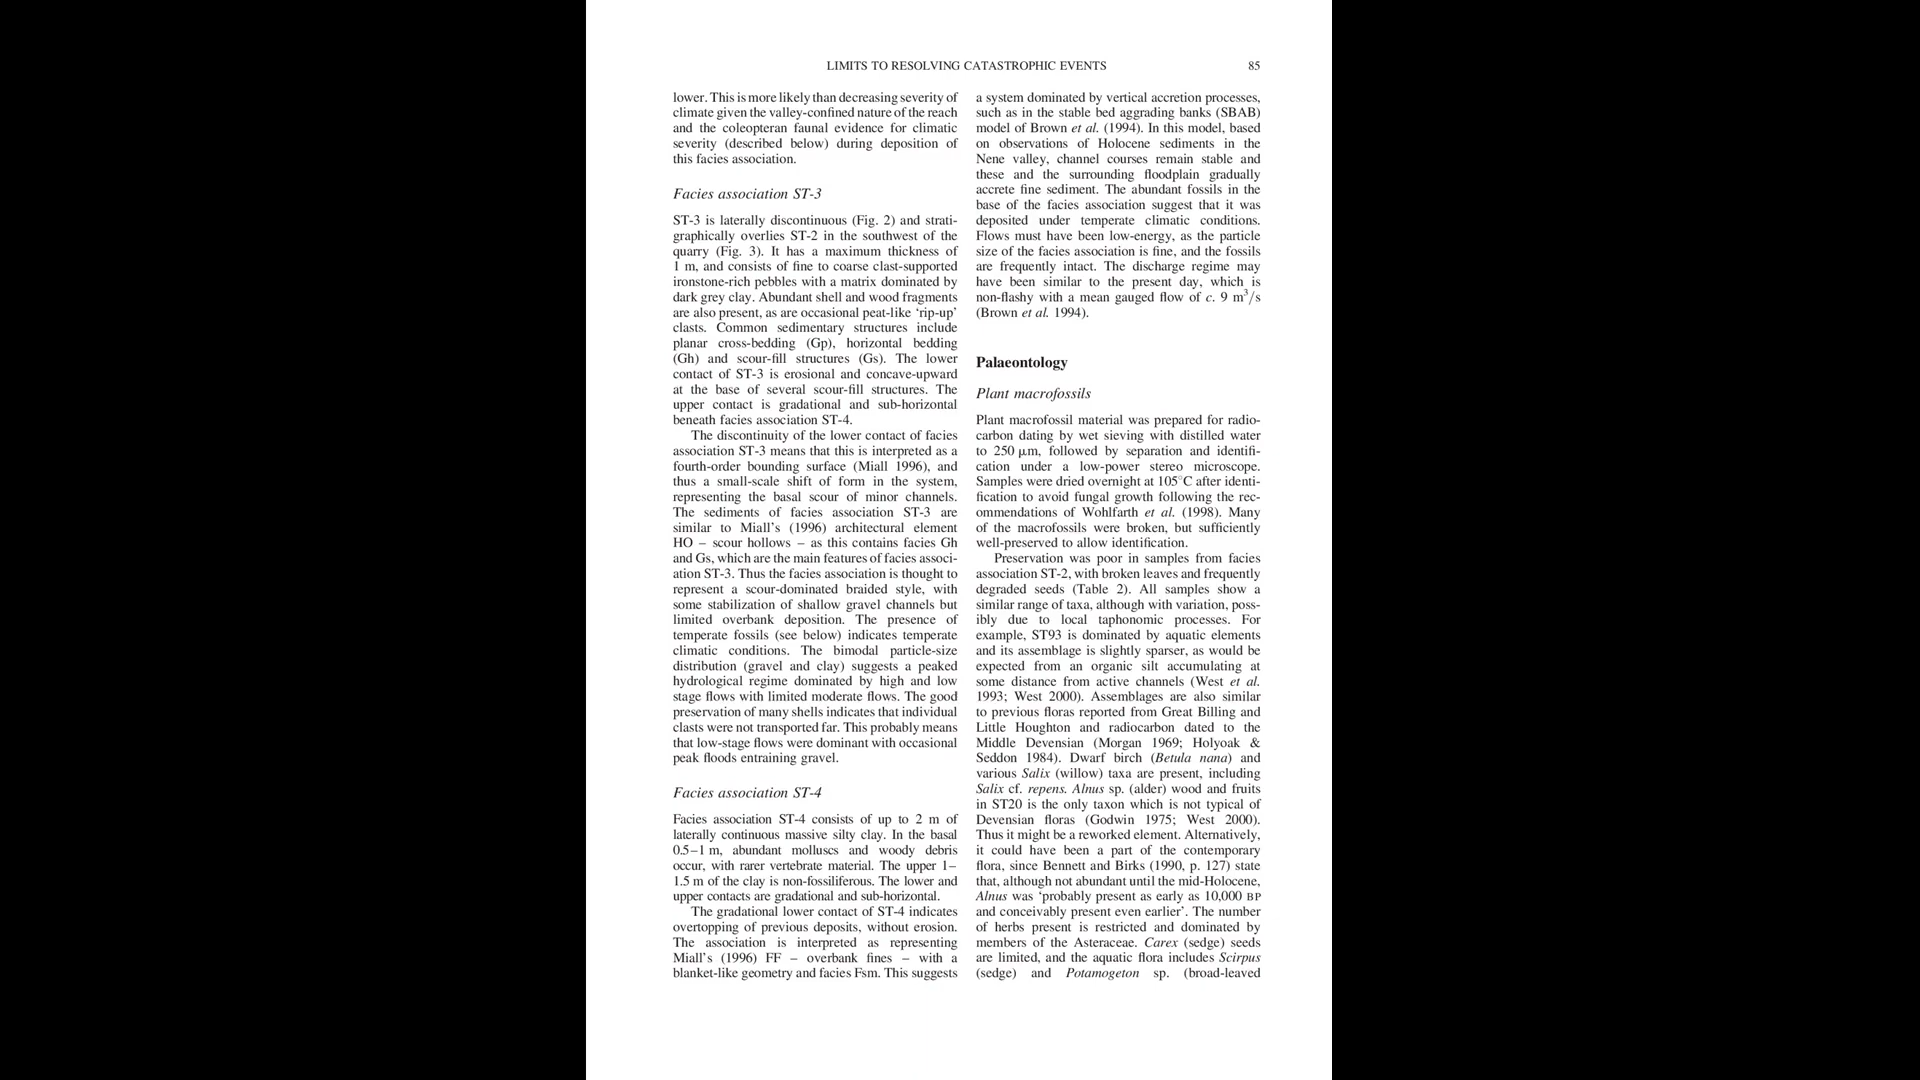 LIMITS TO RESOLVING CATASTROPHIC EVENTS 85
lower. This is more likely than decreasing severity of
climate given the valley-confined nature of the reach
and the coleopteran faunal evidence for climatic
severity (described below) during deposition of
this facies association.
Facies association ST-3
ST-3 is laterally discontinuous (Fig. 2) and strati-
graphically overlies ST-2 in the southwest of the
quarry (Fig. 3). It has a maximum thickness of
1 m, and consists of fine to coarse clast-supported
ironstone-rich pebbles with a matrix dominated by
dark grey clay. Abundant shell and wood fragments
are also present, as are occasional peat-like ‘rip-up’
clasts. Common sedimentary structures include
planar cross-bedding (Gp), horizontal bedding
(Gh) and scour-fill structures (Gs). The lower
contact of ST-3 is erosional and concave-upward
at the base of several scour-fill structures. The
upper contact is gradational and sub-horizontal
beneath facies association ST-4.
The discontinuity of the lower contact of facies
association ST-3 means that this is interpreted as a
fourth-order bounding surface (Miall 1996), and
thus a small-scale shift of form in the system,
representing the basal scour of minor channels.
The sediments of facies association ST-3 are
similar to Miall’s (1996) architectural element
HO – scour hollows – as this contains facies Gh
and Gs, which are the main features of facies associ-
ation ST-3. Thus the facies association is thought to
represent a scour-dominated braided style, with
some stabilization of shallow gravel channels but
limited overbank deposition. The presence of
temperate fossils (see below) indicates temperate
climatic conditions. The bimodal particle-size
distribution (gravel and clay) suggests a peaked
hydrological regime dominated by high and low
stage flows with limited moderate flows. The good
preservation of many shells indicates that individual
clasts were not transported far. This probably means
that low-stage flows were dominant with occasional
peak floods entraining gravel.
Facies association ST-4
Facies association ST-4 consists of up to 2 m of
laterally continuous massive silty clay. In the basal
0.5–1 m, abundant molluscs and woody debris
occur, with rarer vertebrate material. The upper 1–
1.5 m of the clay is non-fossiliferous. The lower and
upper contacts are gradational and sub-horizontal.
The gradational lower contact of ST-4 indicates
overtopping of previous deposits, without erosion.
The association is interpreted as representing
Miall’s (1996) FF – overbank fines – with a
blanket-like geometry and facies Fsm. This suggests
a system dominated by vertical accretion processes,
such as in the stable bed aggrading banks (SBAB)
model of Brown et al. (1994). In this model, based
on observations of Holocene sediments in the
Nene valley, channel courses remain stable and
these and the surrounding floodplain gradually
accrete fine sediment. The abundant fossils in the
base of the facies association suggest that it was
deposited under temperate climatic conditions.
Flows must have been low-energy, as the particle
size of the facies association is fine, and the fossils
are frequently intact. The discharge regime may
have been similar to the present day, which is
non-flashy with a mean gauged flow of c. 9 m³/s
(Brown et al. 1994).
Palaeontology
Plant macrofossils
Plant macrofossil material was prepared for radio-
carbon dating by wet sieving with distilled water
to 250 μm, followed by separation and identifi-
cation under a low-power stereo microscope.
Samples were dried overnight at 105°C after identi-
fication to avoid fungal growth following the rec-
ommendations of Wohlfarth et al. (1998). Many
of the macrofossils were broken, but sufficiently
well-preserved to allow identification.
Preservation was poor in samples from facies
association ST-2, with broken leaves and frequently
degraded seeds (Table 2). All samples show a
similar range of taxa, although with variation, poss-
ibly due to local taphonomic processes. For
example, ST93 is dominated by aquatic elements
and its assemblage is slightly sparser, as would be
expected from an organic silt accumulating at
some distance from active channels (West et al.
1993; West 2000). Assemblages are also similar
to previous floras reported from Great Billing and
Little Houghton and radiocarbon dated to the
Middle Devensian (Morgan 1969; Holyoak &
Seddon 1984). Dwarf birch (Betula nana) and
various Salix (willow) taxa are present, including
Salix cf. repens. Alnus sp. (alder) wood and fruits
in ST20 is the only taxon which is not typical of
Devensian floras (Godwin 1975; West 2000).
Thus it might be a reworked element. Alternatively,
it could have been a part of the contemporary
flora, since Bennett and Birks (1990, p. 127) state
that, although not abundant until the mid-Holocene,
Alnus was ‘probably present as early as 10,000 BP
and conceivably present even earlier’. The number
of herbs present is restricted and dominated by
members of the Asteraceae. Carex (sedge) seeds
are limited, and the aquatic flora includes Scirpus
(sedge) and Potamogeton sp. (broad-leaved